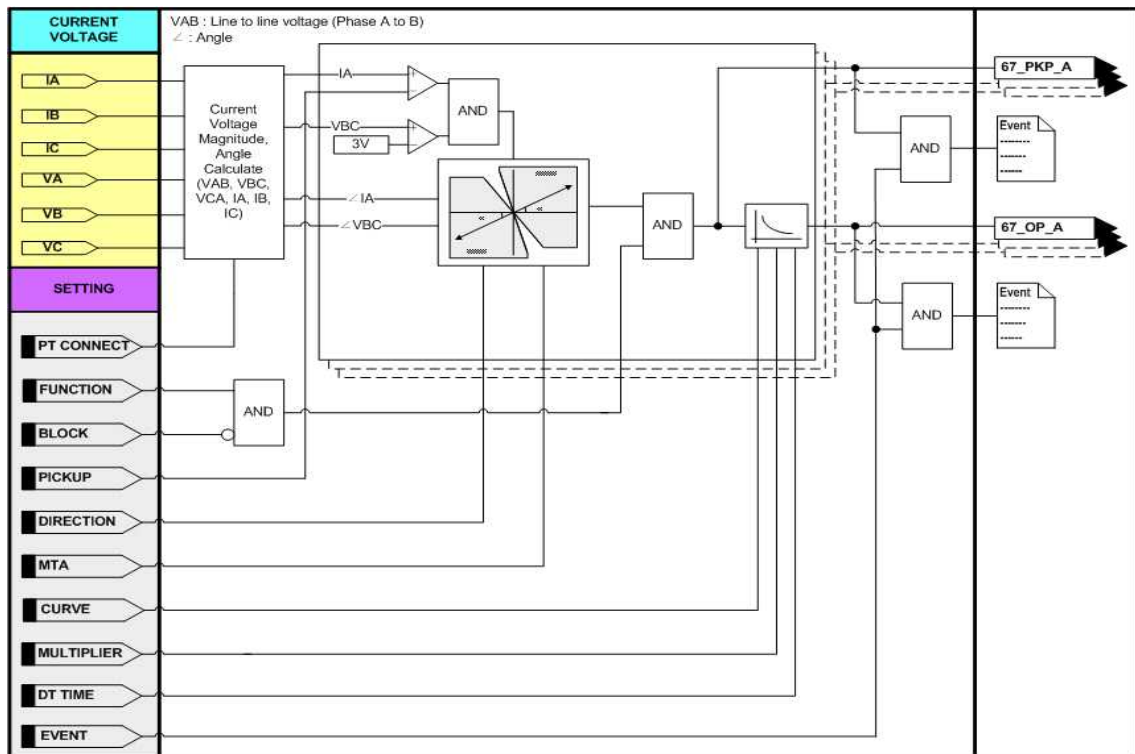 CURRENT
VOLTAGE
VAB : Line to line voltage (Phase A to B)
∠ : Angle
IA
IB
IC
VA
VB
VC
SETTING
PT CONNECT
FUNCTION
BLOCK
PICKUP
DIRECTION
MTA
CURVE
MULTIPLIER
DT TIME
EVENT
Current
Voltage
Magnitude,
Angle
Calculate
(VAB, VBC,
VCA, IA, IB,
IC)
IA
VBC
3V
∠ IA
∠ VBC
AND
AND
AND
AND
AND
67_PKP_A
Event
67_OP_A
Event